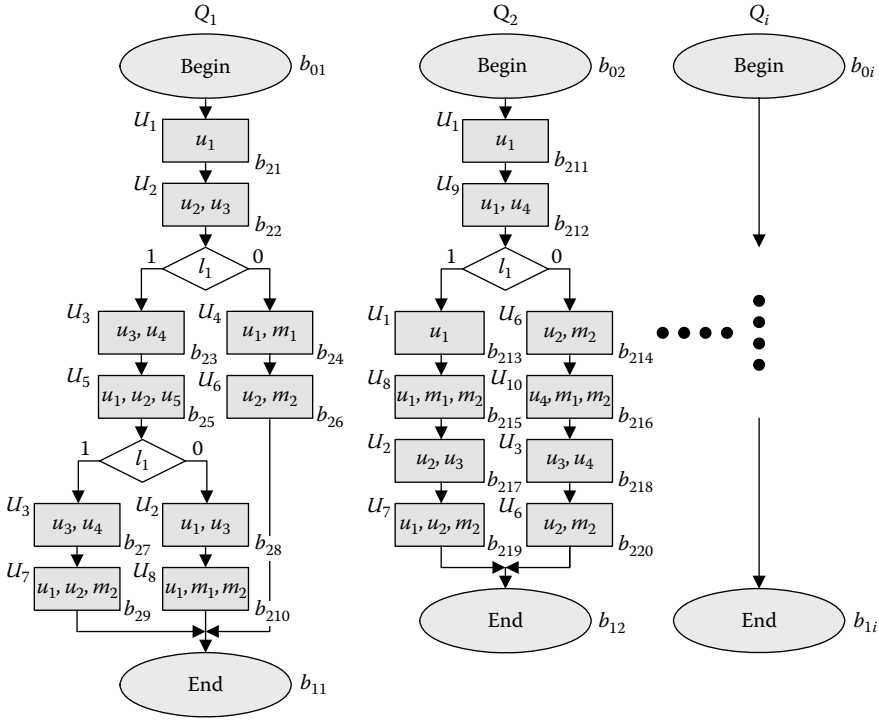 Q1 Q2 Qi
Begin b01 Begin b02 Begin b0i
U1 u1 b21
U1 u1 b211
U2 u2, u3 b22
U9 u1, u4 b212
1 l1 0
1 l1 0
U3 u3, u4 b23
U4 u1, m1 b24
U1 u1 b213
U6 u2, m2 b214
U5 u1, u2, u5 b25
U6 u2, m2 b26
U8 u1, m1, m2 b215
U10 u4, m1, m2 b216
1 l1 0
U2 u2, u3 b217
U3 u3, u4 b218
U3 u3, u4 b27
U2 u1, u3 b28
U7 u1, u2, m2 b219
U6 u2, m2 b220
U7 u1, u2, m2 b29
U8 u1, m1, m2 b210
End b12 End b1i
End b11